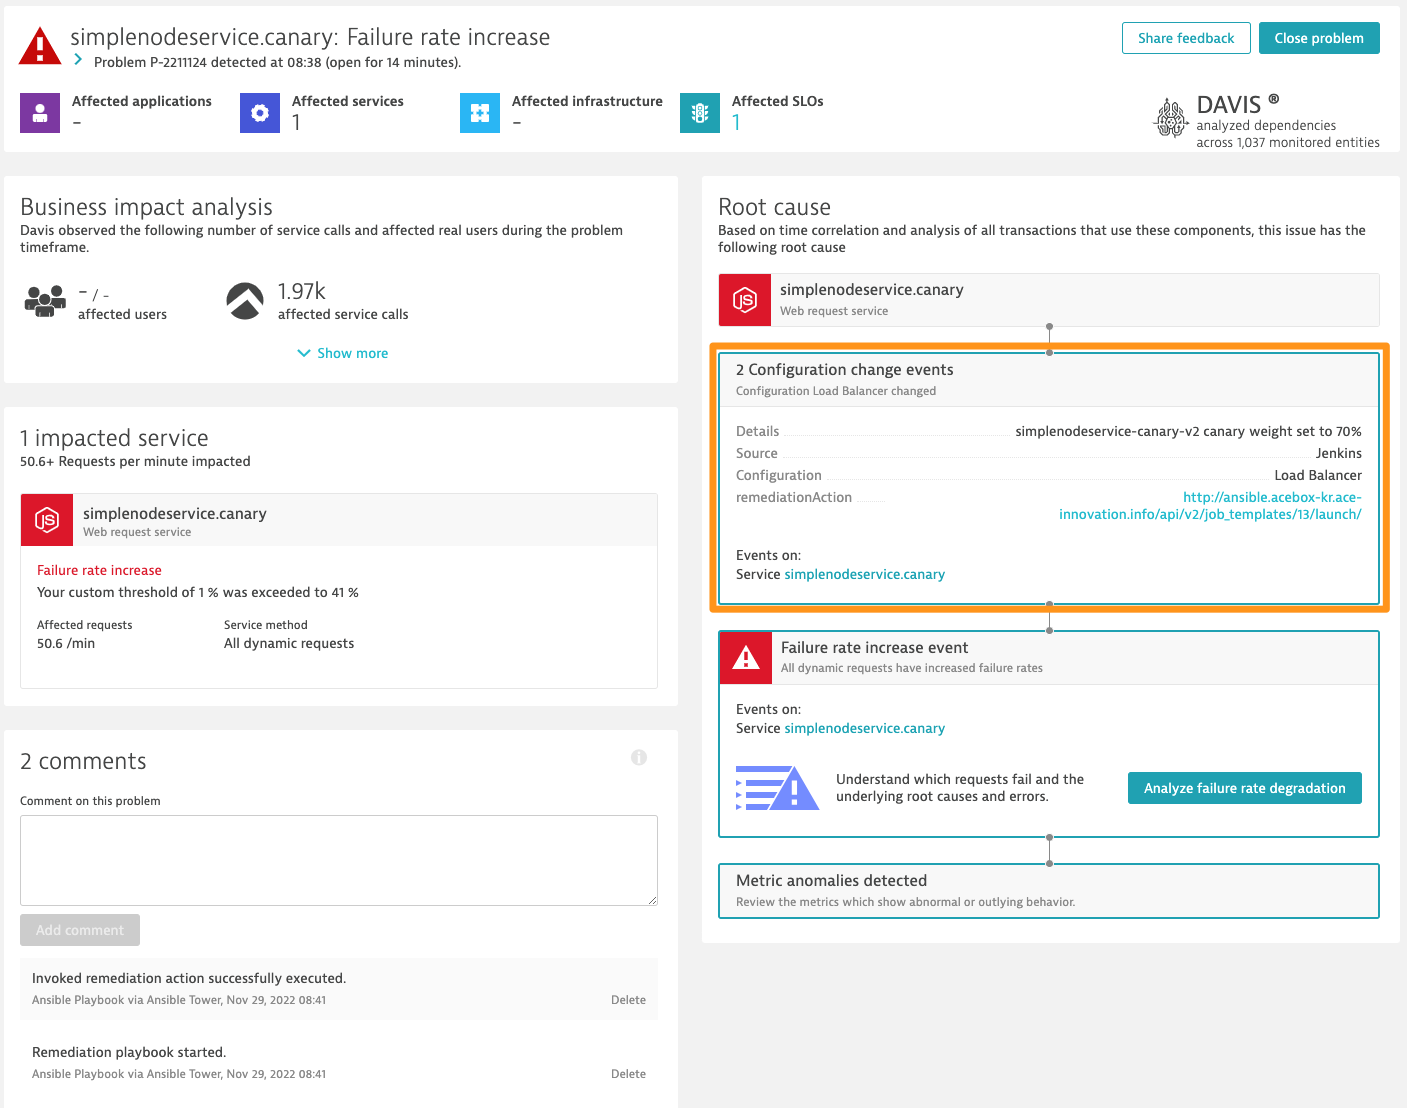 simplenodeservice.canary: Failure rate increase
Problem P-2211124 detected at 08:38 (open for 14 minutes).
Share feedback
Close problem
Affected applications
-
Affected services
1
Affected infrastructure
-
Affected SLOs
1
DAVIS ®
analyzed dependencies
across 1,037 monitored entities
Business impact analysis
Davis observed the following number of service calls and affected real users during the problem
timeframe.
- / -
affected users
1.97k
affected service calls
Show more
1 impacted service
50.6+ Requests per minute impacted
JS
simplenodeservice.canary
Web request service
Failure rate increase
Your custom threshold of 1 % was exceeded to 41 %
Affected requests
50.6 /min
Service method
All dynamic requests
2 comments
Comment on this problem
Add comment
Invoked remediation action successfully executed.
Ansible Playbook via Ansible Tower, Nov 29, 2022 08:41
Delete
Remediation playbook started.
Ansible Playbook via Ansible Tower, Nov 29, 2022 08:41
Delete
Root cause
Based on time correlation and analysis of all transactions that use these components, this issue has the
following root cause
JS
simplenodeservice.canary
Web request service
2 Configuration change events
Configuration Load Balancer changed
Details simplenodeservice-canary-v2 canary weight set to 70%
Source Jenkins
Configuration Load Balancer
remediationAction http://ansible.acebox-kr.ace-
innovation.info/api/v2/job_templates/13/launch/
Events on:
Service simplenodeservice.canary
Failure rate increase event
All dynamic requests have increased failure rates
Events on:
Service simplenodeservice.canary
Understand which requests fail and the
underlying root causes and errors.
Analyze failure rate degradation
Metric anomalies detected
Review the metrics which show abnormal or outlying behavior.